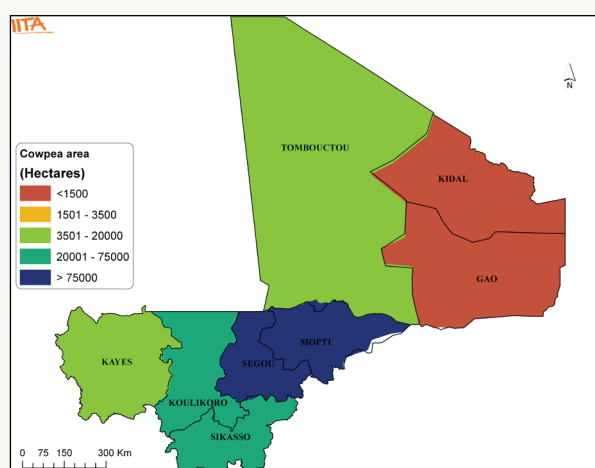 IITA
N
TOMBOUCTOU
KIDAL
GAO
Cowpea area
(Hectares)
<1500
1501 - 3500
3501 - 20000
20001 - 75000
> 75000
MOPTI
SEGOU
KAYES
KOULIKORO
SIKASSO
0 75 150 300 Km